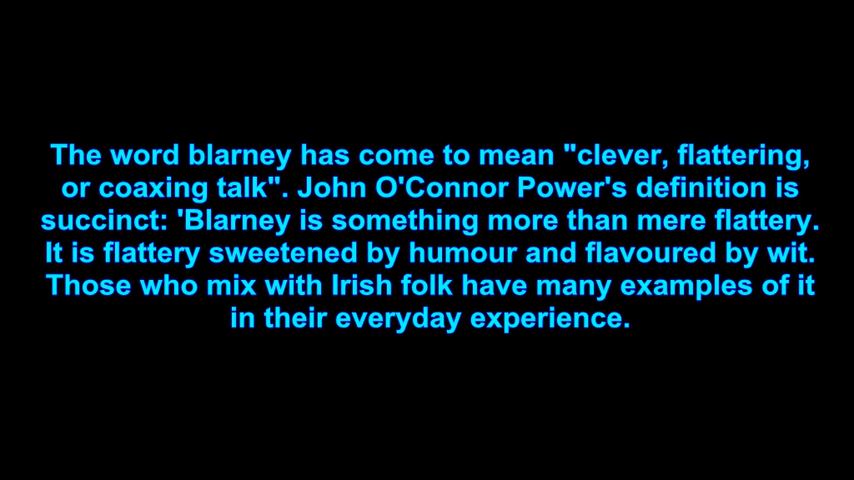 The word blarney has come to mean "clever, flattering,
or coaxing talk". John O'Connor Power's definition is
succinct: 'Blarney is something more than mere flattery.
It is flattery sweetened by humour and flavoured by wit.
Those who mix with Irish folk have many examples of it
in their everyday experience.